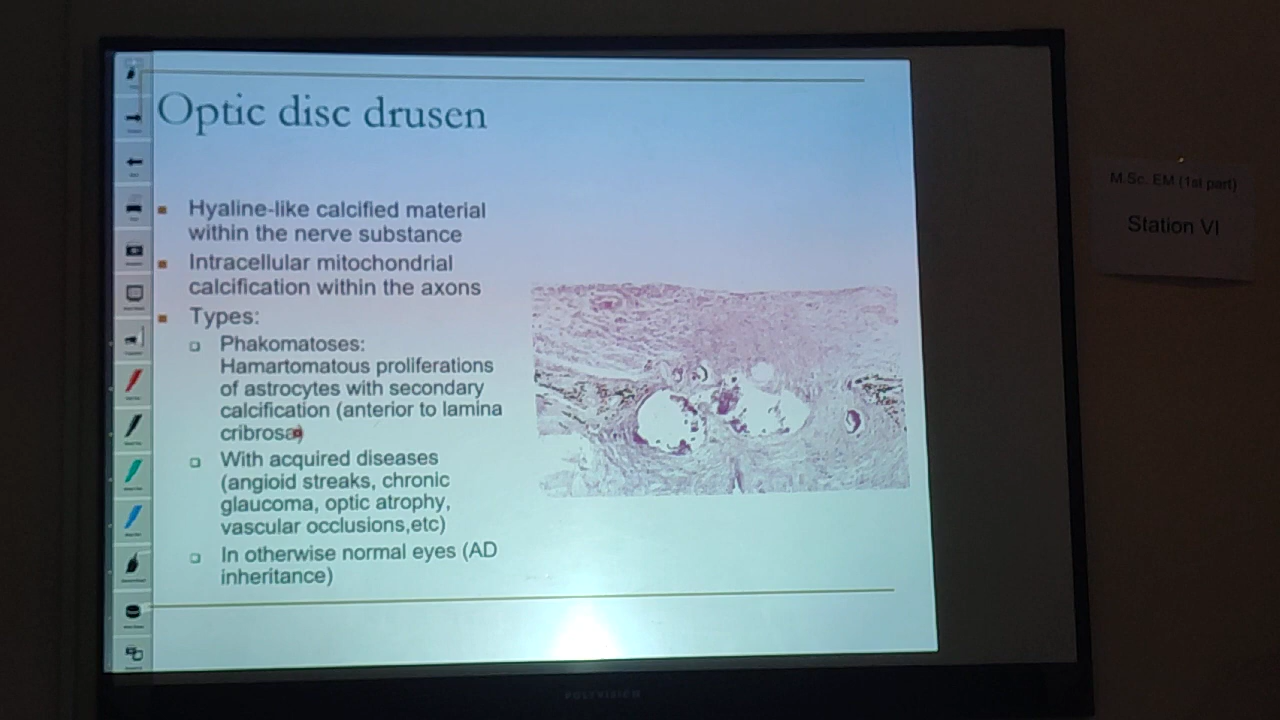 Optic disc drusen
Hyaline-like calcified material
within the nerve substance
Intracellular mitochondrial
calcification within the axons
Types:
Phakomatoses:
Hamartomatous proliferations
of astrocytes with secondary
calcification (anterior to lamina
cribrosa)
With acquired diseases
(angioid streaks, chronic
glaucoma, optic atrophy,
vascular occlusions,etc)
In otherwise normal eyes (AD
inheritance)
M.Sc. EM (1st part)
Station VI